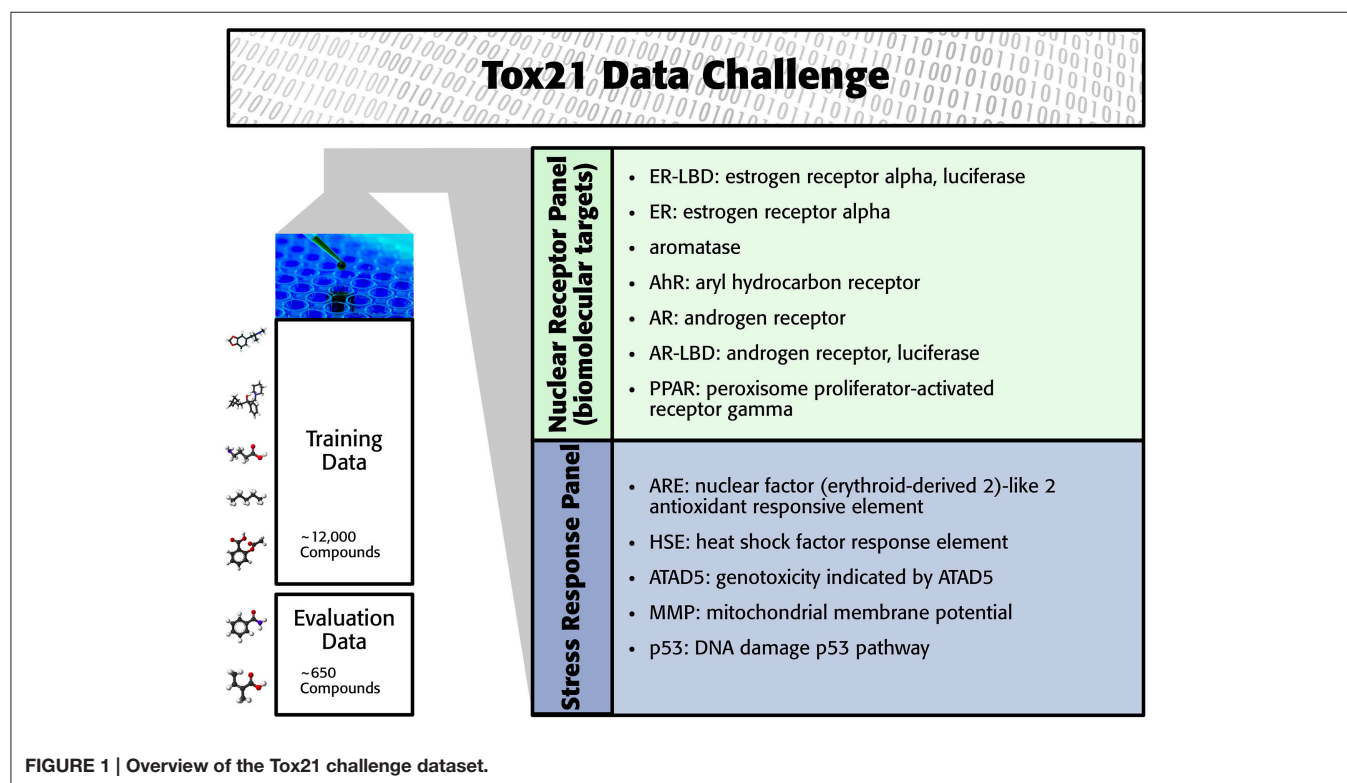 Tox21 Data Challenge
Training
Data
~12,000
Compounds
Evaluation
Data
~650
Compounds
Nuclear Receptor Panel
(biomolecular targets)
• ER-LBD: estrogen receptor alpha, luciferase
• ER: estrogen receptor alpha
• aromatase
• AhR: aryl hydrocarbon receptor
• AR: androgen receptor
• AR-LBD: androgen receptor, luciferase
• PPAR: peroxisome proliferator-activated
receptor gamma
Stress Response Panel
• ARE: nuclear factor (erythroid-derived 2)-like 2
antioxidant responsive element
• HSE: heat shock factor response element
• ATAD5: genotoxicity indicated by ATAD5
• MMP: mitochondrial membrane potential
• p53: DNA damage p53 pathway
FIGURE 1 | Overview of the Tox21 challenge dataset.